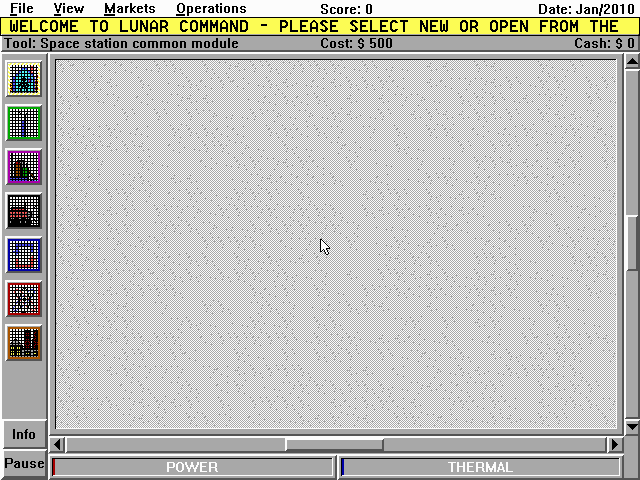 File View Markets Operations Score: 0 Date: Jan/2010
WELCOME TO LUNAR COMMAND - PLEASE SELECT NEW OR OPEN FROM THE
Tool: Space station common module Cost: $ 500 Cash: $ 0
Info
Pause
POWER THERMAL